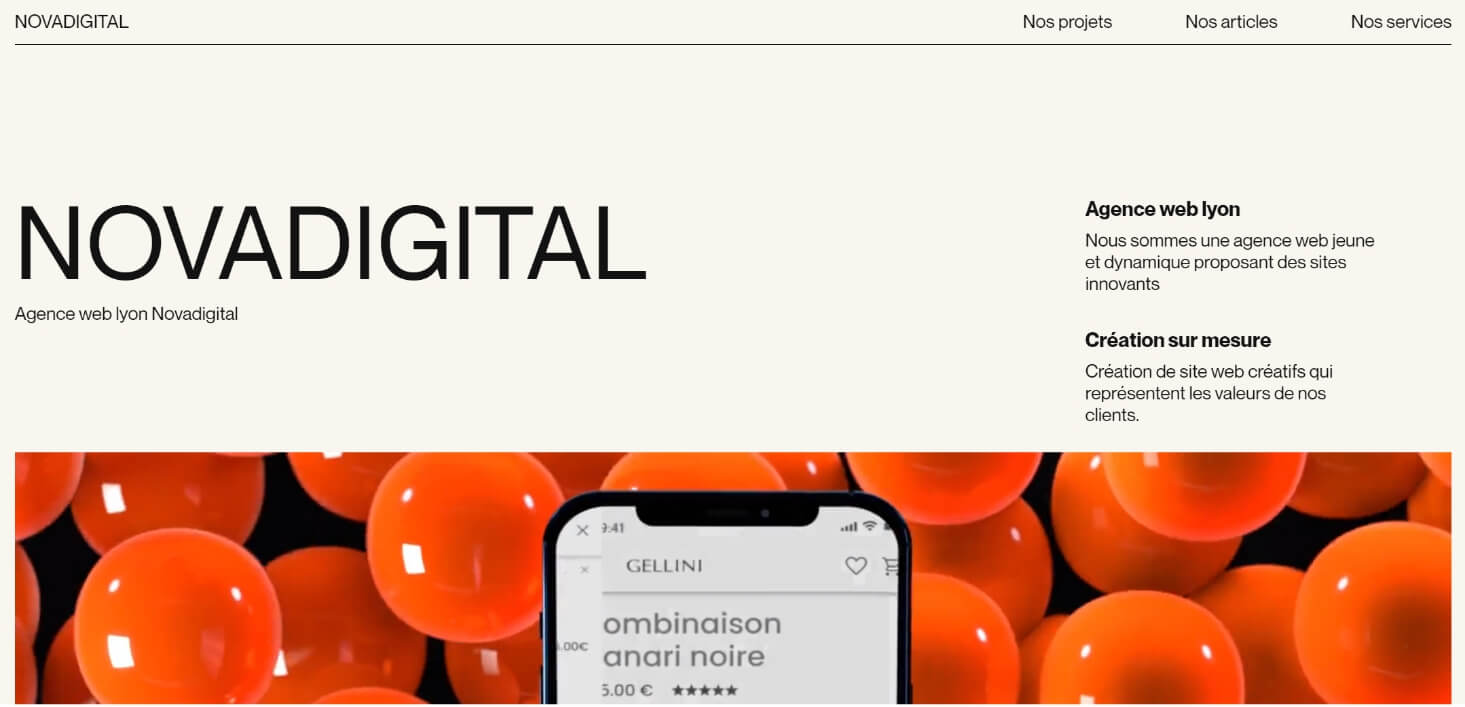 NOVADIGITAL
Nos projets
Nos articles
Nos services
NOVADIGITAL
Agence web lyon Novadigital
Agence web lyon
Nous sommes une agence web jeune
et dynamique proposant des sites
innovants
Création sur mesure
Création de site web créatifs qui
représentent les valeurs de nos
clients.
9:41
GELLINI
ombinaison
anari noire
.00€
5.00 € ★★★★★